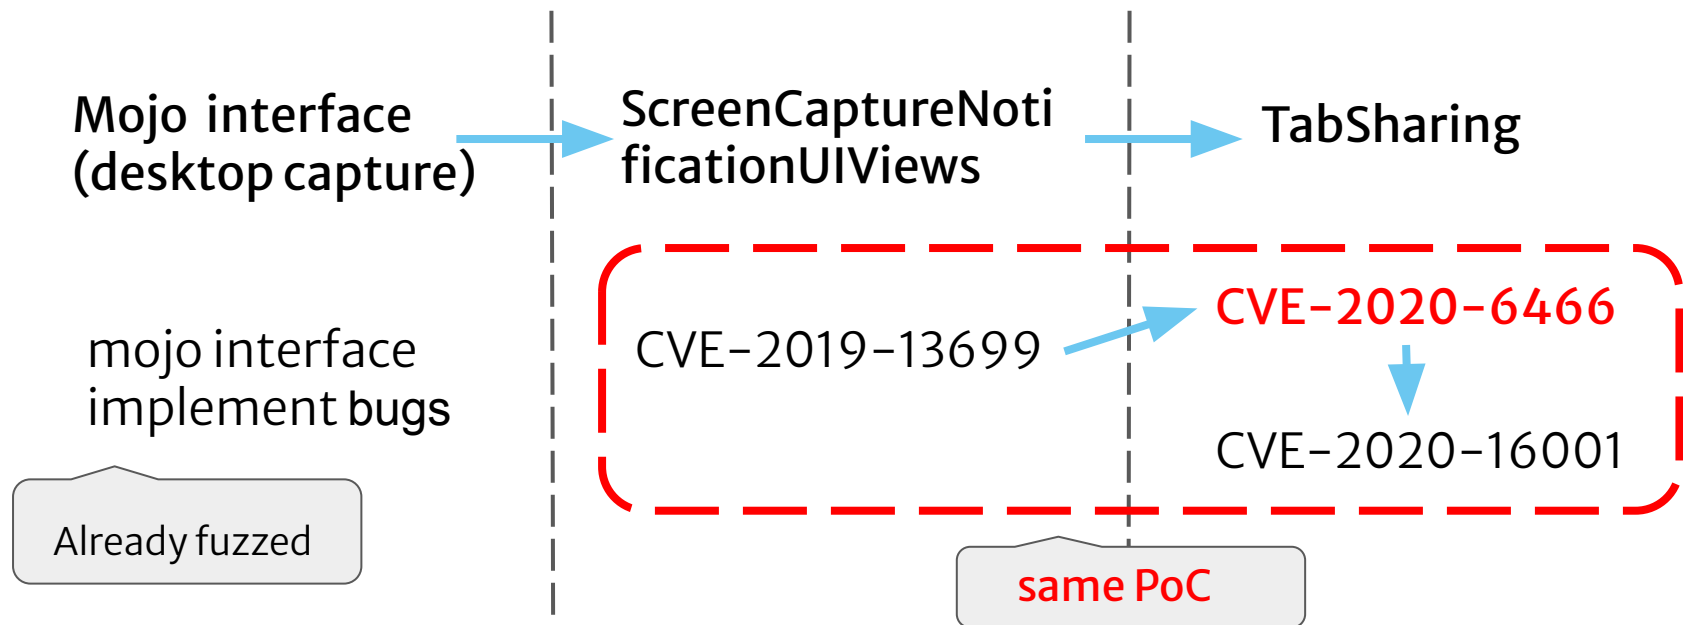 Mojo interface
(desktop capture)
ScreenCaptureNoti
ficationUIViews
TabSharing
mojo interface
implement bugs
Already fuzzed
CVE-2019-13699
CVE-2020-6466
CVE-2020-16001
same PoC